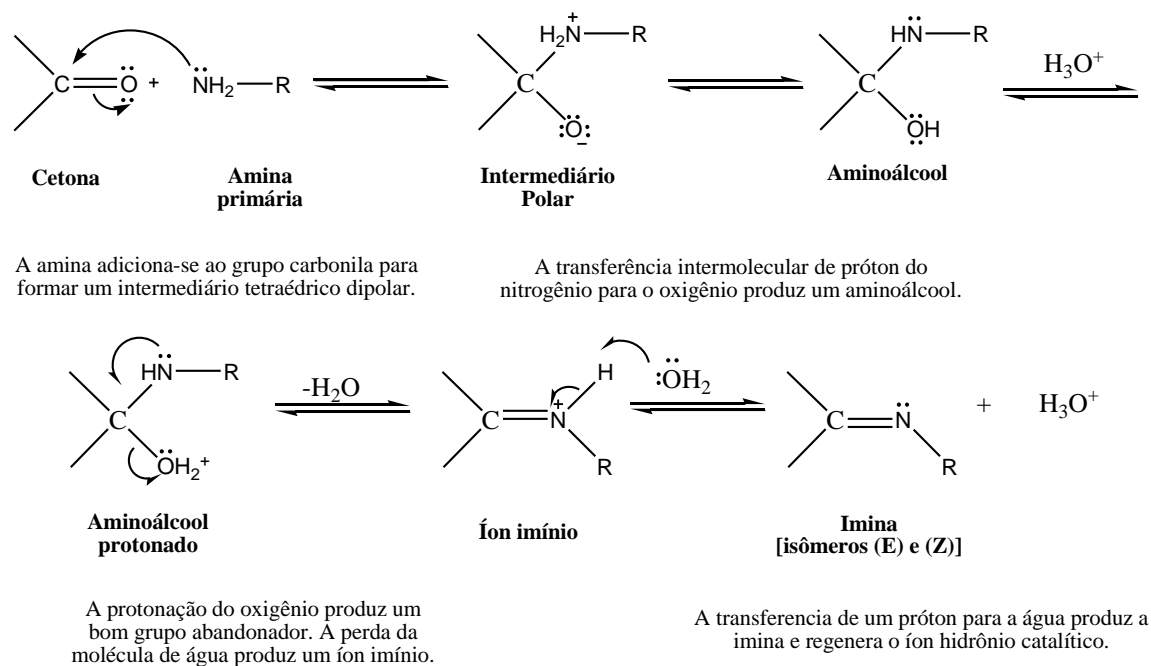 H2N+ R
HN R
C O + NH2 R
C
C
H3O+
O −
OH
Cetona
Amina
primária
Intermediário
Polar
Aminoálcool
A amina adiciona-se ao grupo carbonila para
formar um intermediário tetraédrico dipolar.
A transferência intermolecular de próton do
nitrogênio para o oxigênio produz um aminoálcool.
HN R
-H2O
H
:OH2
C
C N+
C N
+ H3O+
OH2+
R
R
Aminoálcool
protonado
Íon imínio
Imina
[isômeros (E) e (Z)]
A protonação do oxigênio produz um
bom grupo abandonador. A perda da
molécula de água produz um íon imínio.
A transferencia de um próton para a água produz a
imina e regenera o íon hidrônio catalítico.